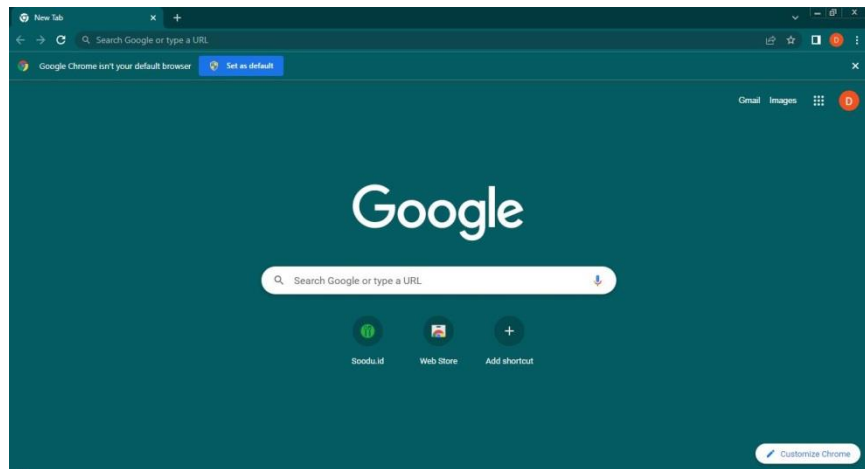 New Tab
Search Google or type a URL
Google Chrome isn't your default browser Set as default
Gmail Images D
Google
Search Google or type a URL
Soodu.id Web Store Add shortcut
Customize Chrome